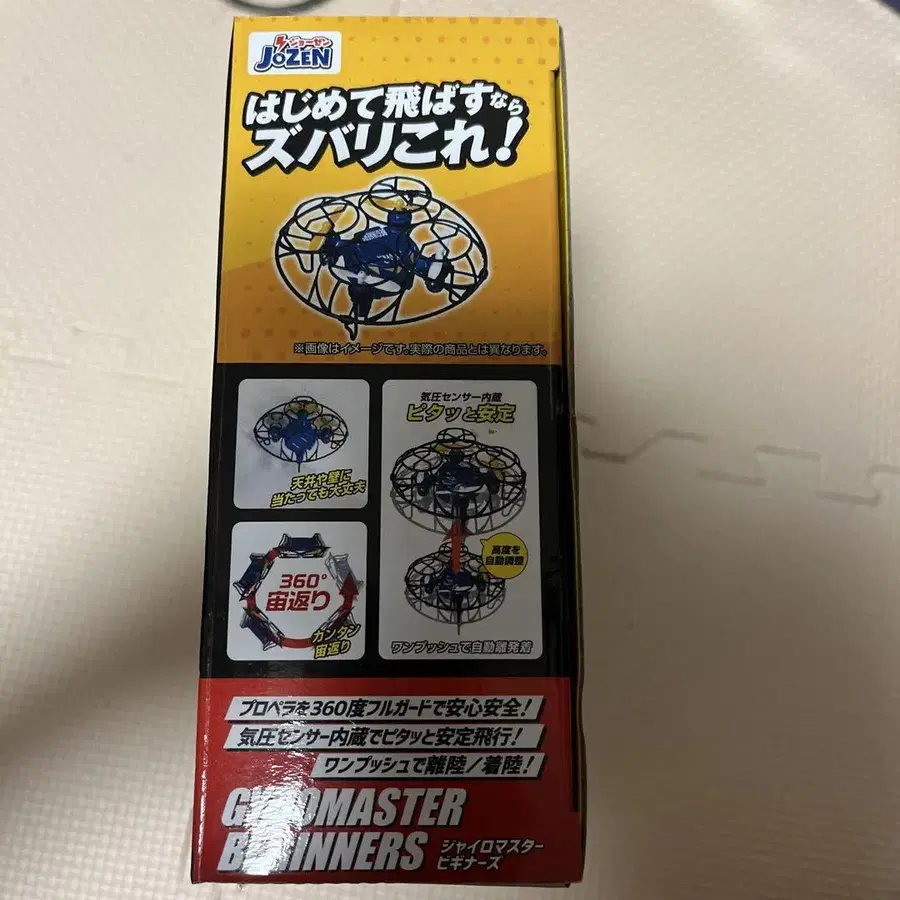 ジョーゼン
JOZEN
はじめて飛ばすなら
ズバリこれ!
BEGINNERS
※画像はイメージです。実際の商品とは異なります。
天井や壁に
当たっても大丈夫
360°
宙返り
カンタン
宙返り
気圧センサー内蔵
ピタッと安定
高度を
自動調整
ワンプッシュで自動離発着
プロペラを360度フルガードで安心安全!
気圧センサー内蔵でピタッと安定飛行!
ワンプッシュで離陸/着陸!
GYROMASTER
BEGINNERS
ジャイロマスター
ビギナーズ